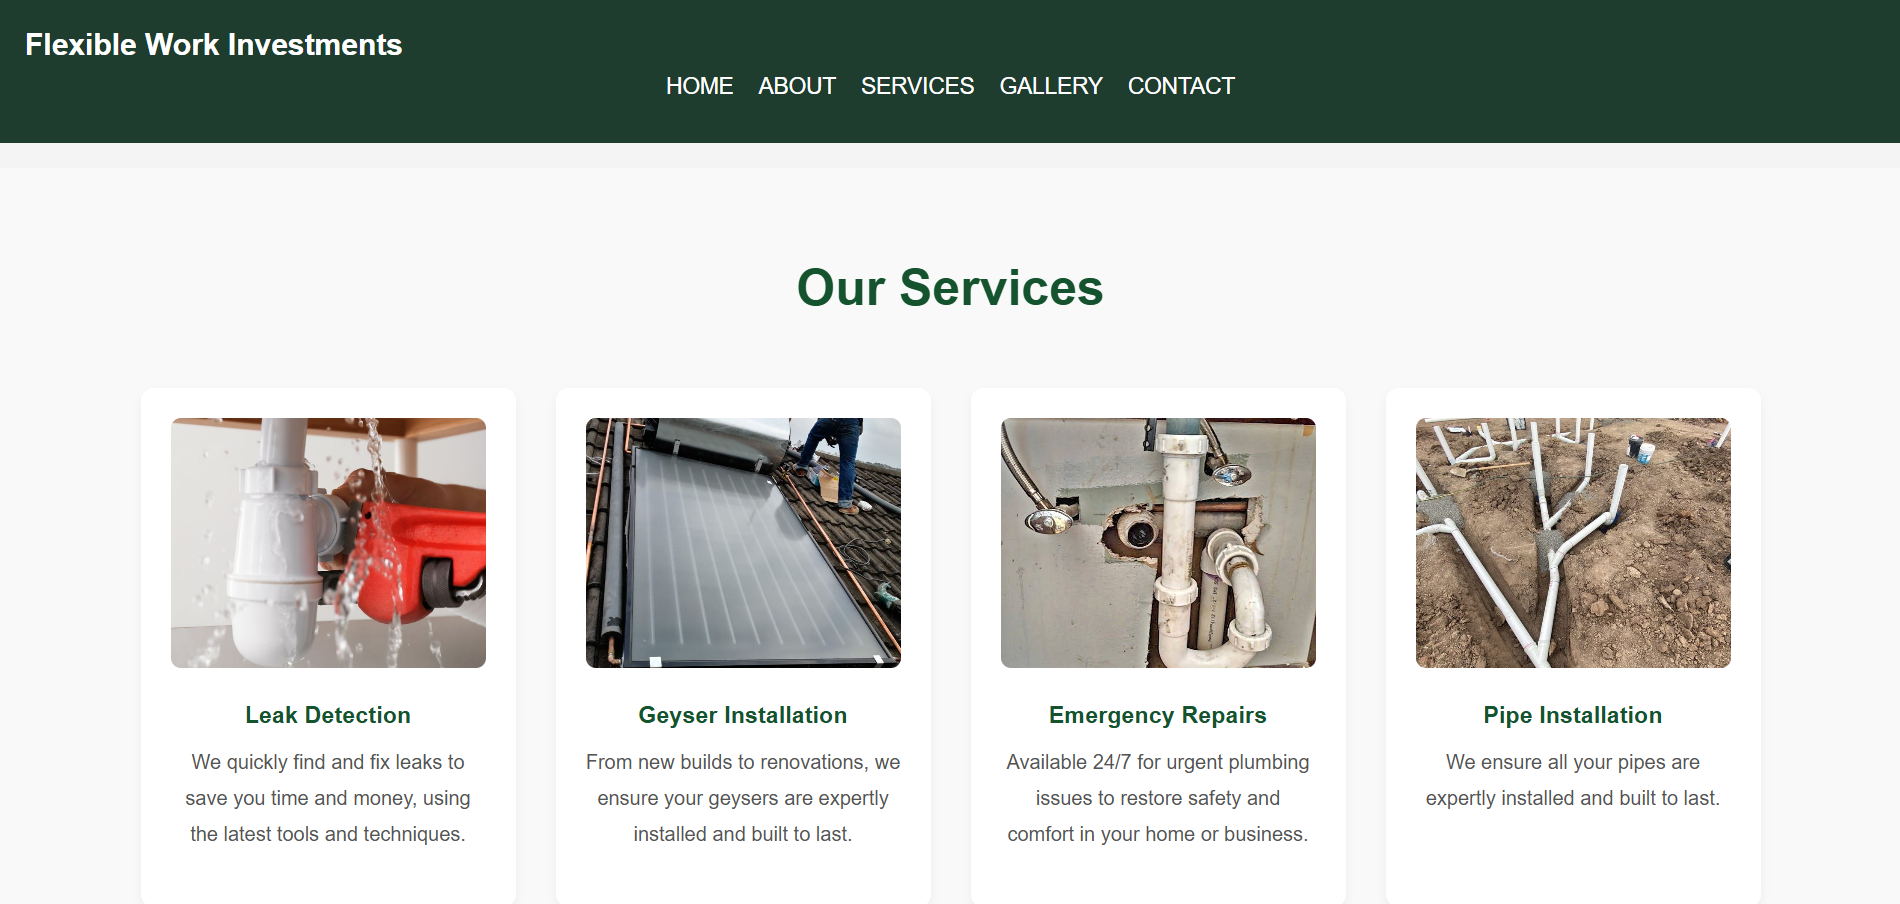 Flexible Work Investments
HOME ABOUT SERVICES GALLERY CONTACT
Our Services
Leak Detection
We quickly find and fix leaks to
save you time and money, using
the latest tools and techniques.
Geyser Installation
From new builds to renovations, we
ensure your geysers are expertly
installed and built to last.
Emergency Repairs
Available 24/7 for urgent plumbing
issues to restore safety and
comfort in your home or business.
Pipe Installation
We ensure all your pipes are
expertly installed and built to last.